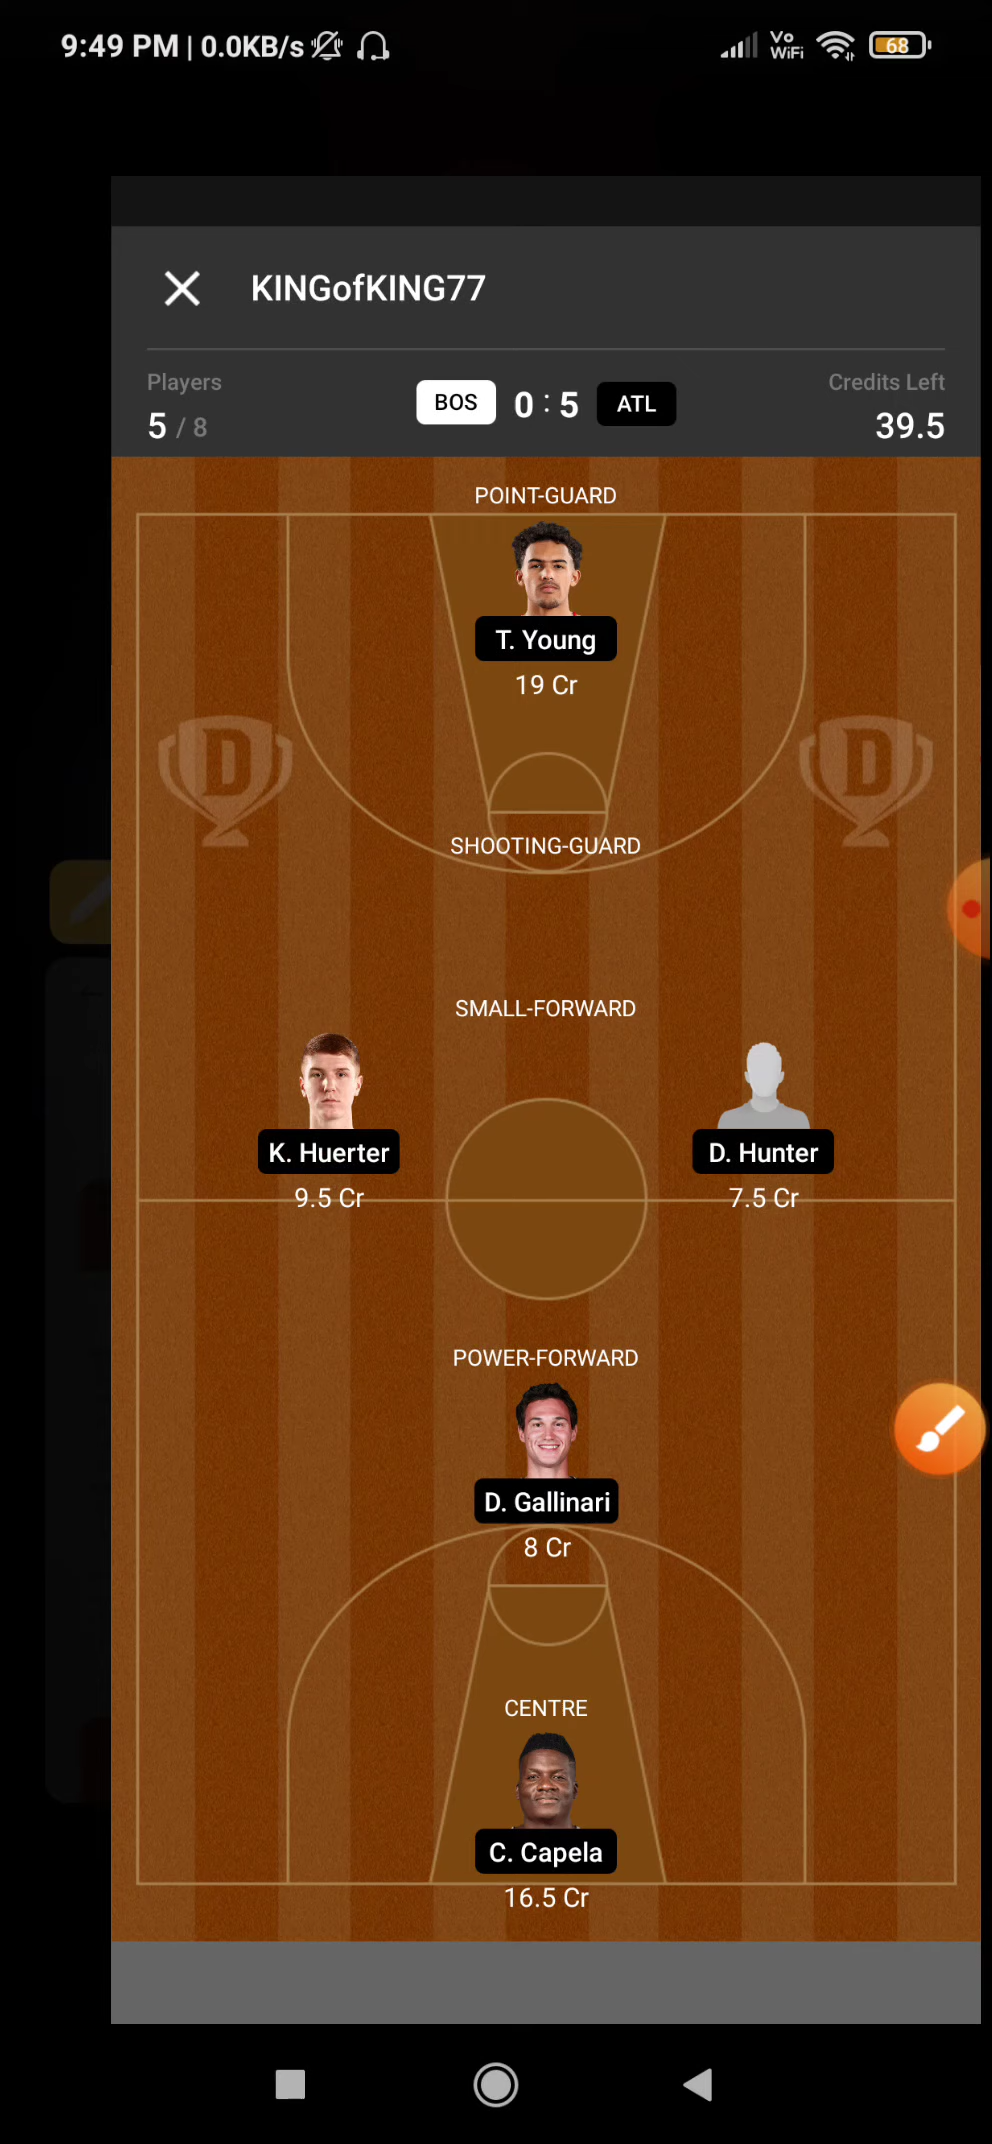 9:49 PM | 0.0KB/s
Vo WiFi
68
KINGofKING77
Players
Credits Left
5 / 8
BOS 0 : 5 ATL
39.5
POINT-GUARD
T. Young
19 Cr
D
D
SHOOTING-GUARD
SMALL-FORWARD
K. Huerter
D. Hunter
9.5 Cr
7.5 Cr
POWER-FORWARD
D. Gallinari
8 Cr
CENTRE
C. Capela
16.5 Cr